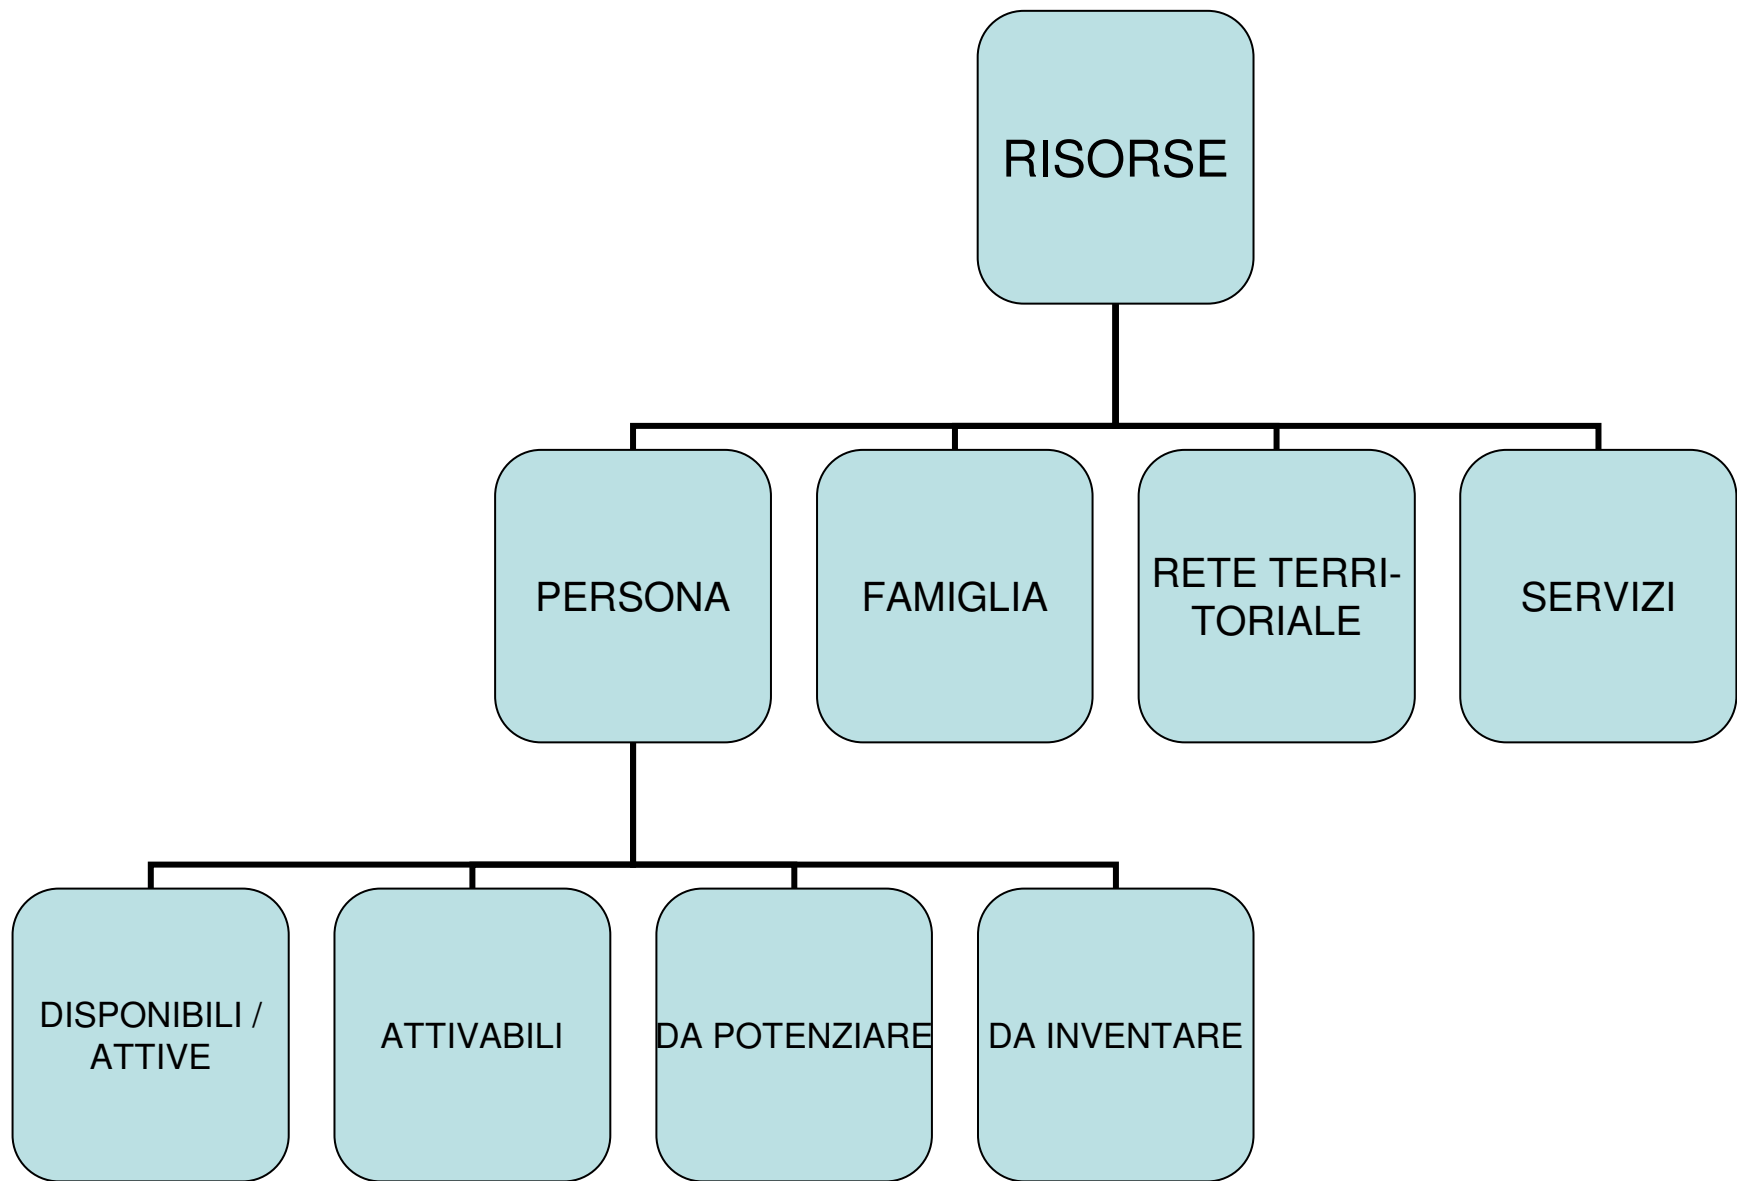 RISORSE
PERSONA
FAMIGLIA
RETE TERRI-
TORIALE
SERVIZI
DISPONIBILI /
ATTIVE
ATTIVABILI
DA POTENZIARE
DA INVENTARE